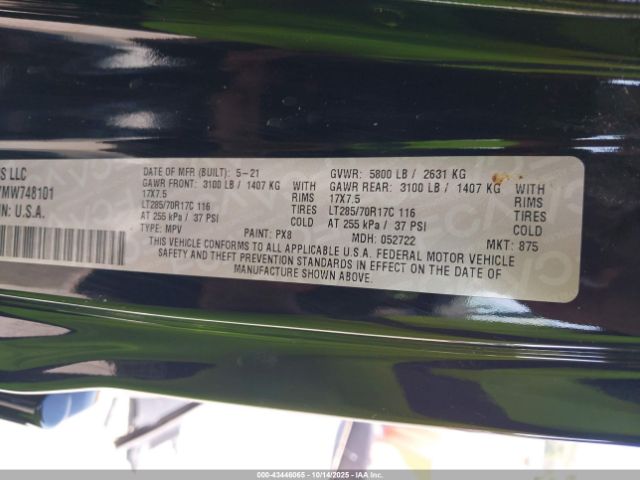 S LLC
MW748101
IN: U.S.A.
DATE OF MFR (BUILT): 5-21 GVWR: 5800 LB / 2631 KG
GAWR FRONT: 3100 LB / 1407 KG WITH GAWR REAR: 3100 LB / 1407 KG WITH
17X7.5 RIMS 17X7.5 RIMS
LT285/70R17C 116 TIRES LT285/70R17C 116 TIRES
AT 255 kPa / 37 PSI COLD AT 255 kPa / 37 PSI COLD
TYPE: MPV PAINT: PX8 MDH: 052722 MKT: 875
THIS VEHICLE CONFORMS TO ALL APPLICABLE U.S.A. FEDERAL MOTOR VEHICLE
SAFETY AND THEFT PREVENTION STANDARDS IN EFFECT ON THE DATE OF
MANUFACTURE SHOWN ABOVE.
000-43446065 - 10/14/2025 - IAAI.com